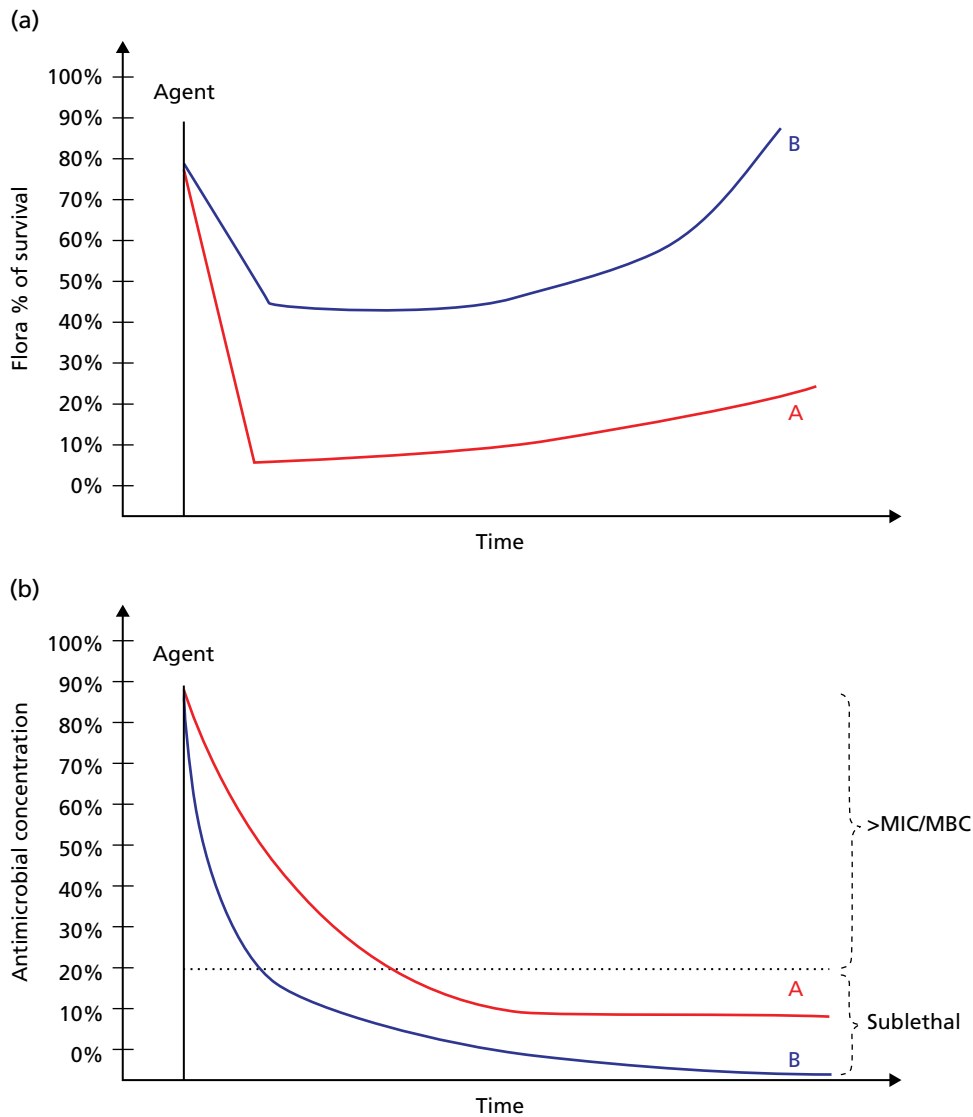 (a)
100%
Agent
90%
80%
70%
60%
50%
40%
30%
20%
10%
0%
Flora % of survival
B
A
Time
(b)
100%
Agent
90%
80%
70%
60%
50%
40%
30%
20%
10%
0%
Antimicrobial concentration
>MIC/MBC
A
Sublethal
B
Time